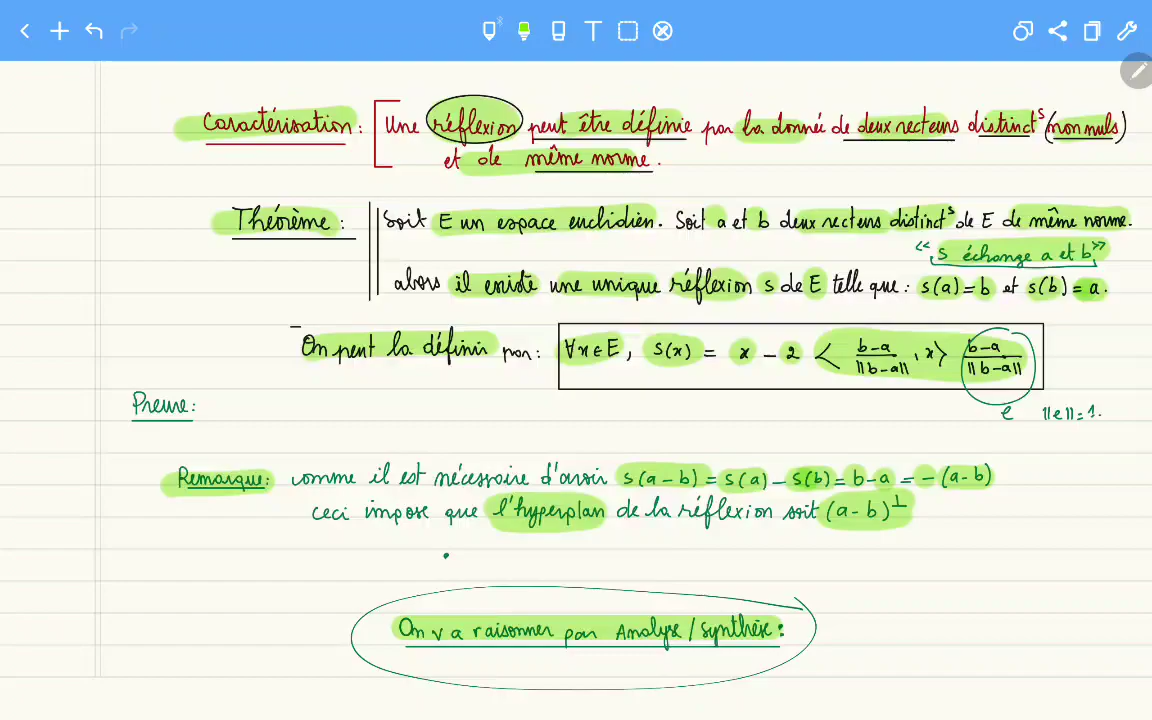 Caractérisation : Une réflexion peut être définie par la donnée de deux vecteurs distincts (non nuls)
et de même norme.
Théorème : Soit E un espace euclidien. Soit a et b deux vecteurs distincts de E de même norme.
« s échange a et b »
alors il existe une unique réflexion s de E telle que : s(a) = b et s(b) = a.
On peut la définir par : ∀x ∈ E, s(x) = x - 2 < (b-a)/||b-a|| , x > (b-a)/||b-a||
e ||e|| = 1.
Preuve :
Remarque : comme il est nécessaire d'avoir s(a-b) = s(a) - s(b) = b - a = -(a-b)
ceci impose que l'hyperplan de la réflexion soit (a-b)⊥
On va raisonner par Analyse / Synthèse :
T